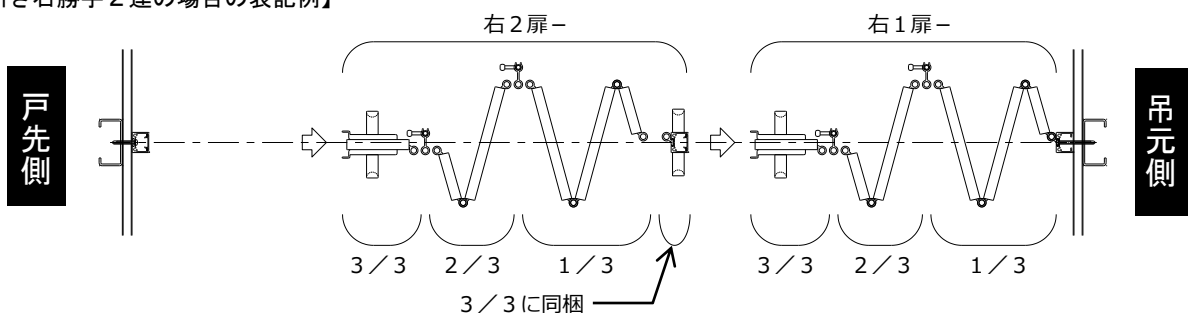 き右勝手２連の場合の表記例】
右２扉−
右１扉−
戸先側
吊元側
３／３
２／３
１／３
３／３
２／３
１／３
３／３に同梱